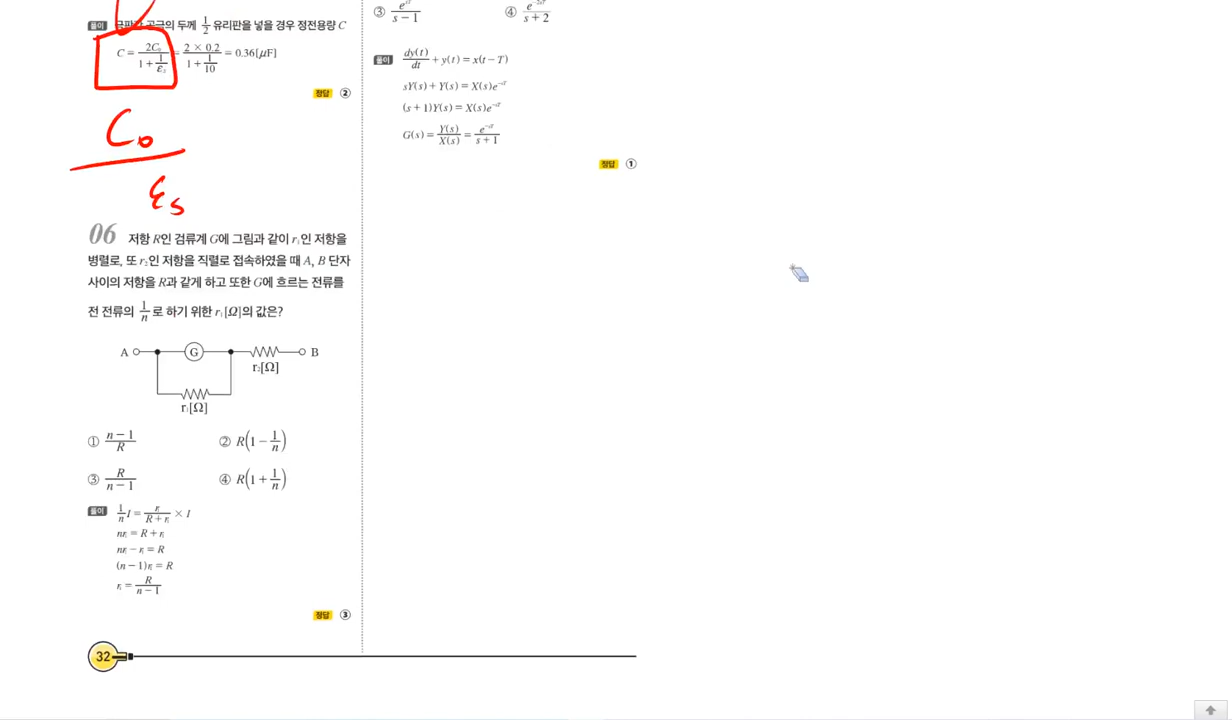 풀이 극판간 공극의 두께 1/2 유리판을 넣을 경우 정전용량 C
C = 2C₀ / (1 + 1/εs) = (2 × 0.2) / (1 + 1/10) = 0.36[μF]
정답 ②
C₀
εs
06 저항 R인 검류계 G에 그림과 같이 r₁인 저항을
병렬로, 또 r₂인 저항을 직렬로 접속하였을 때 A, B 단자
사이의 저항을 R과 같게 하고 또한 G에 흐르는 전류를
전 전류의 1/n로 하기 위한 r₁[Ω]의 값은?
A G B
r₂[Ω]
r₁[Ω]
① (n−1)/R ② R(1−1/n)
③ R/(n−1) ④ R(1+1/n)
풀이 1/n I = r₁/(R+r₁) × I
nr₁ = R + r₁
nr₁ − r₁ = R
(n−1)r₁ = R
r₁ = R/(n−1)
정답 ③
32
③ /(s−1) ④ /(s+2)
풀이 dy(t)/dt + y(t) = x(t−T)
sY(s) + Y(s) = X(s)e⁻ˢᵀ
(s+1)Y(s) = X(s)e⁻ˢᵀ
G(s) = Y(s)/X(s) = e⁻ˢᵀ/(s+1)
정답 ①